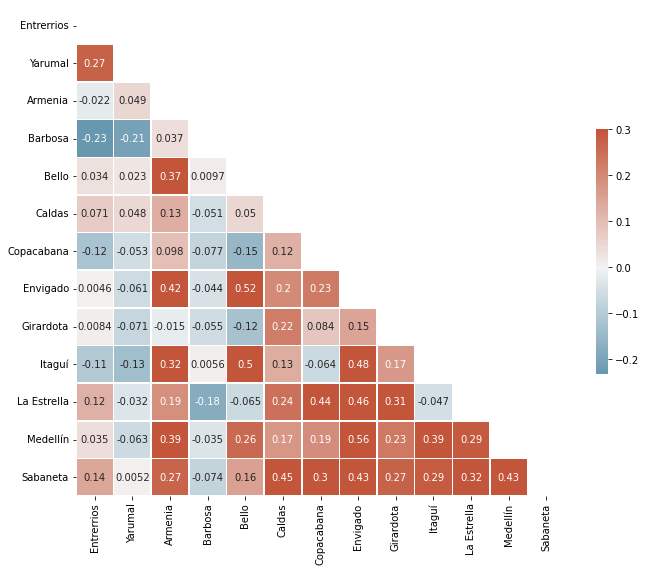 Entrerrios
Yarumal 0.27
Armenia -0.022 0.049
Barbosa -0.23 -0.21 0.037
Bello 0.034 0.023 0.37 0.0097
Caldas 0.071 0.048 0.13 -0.051 0.05
Copacabana -0.12 -0.053 0.098 -0.077 -0.15 0.12
Envigado 0.0046 -0.061 0.42 -0.044 0.52 0.2 0.23
Girardota 0.0084 -0.071 -0.015 -0.055 -0.12 0.22 0.084 0.15
Itaguí -0.11 -0.13 0.32 0.0056 0.5 0.13 -0.064 0.48 0.17
La Estrella 0.12 -0.032 0.19 -0.18 -0.065 0.24 0.44 0.46 0.31 -0.047
Medellín 0.035 -0.063 0.39 -0.035 0.26 0.17 0.19 0.56 0.23 0.39 0.29
Sabaneta 0.14 0.0052 0.27 -0.074 0.16 0.45 0.3 0.43 0.27 0.29 0.32 0.43
Entrerrios
Yarumal
Armenia
Barbosa
Bello
Caldas
Copacabana
Envigado
Girardota
Itaguí
La Estrella
Medellín
Sabaneta
0.3
0.2
0.1
0.0
−0.1
−0.2